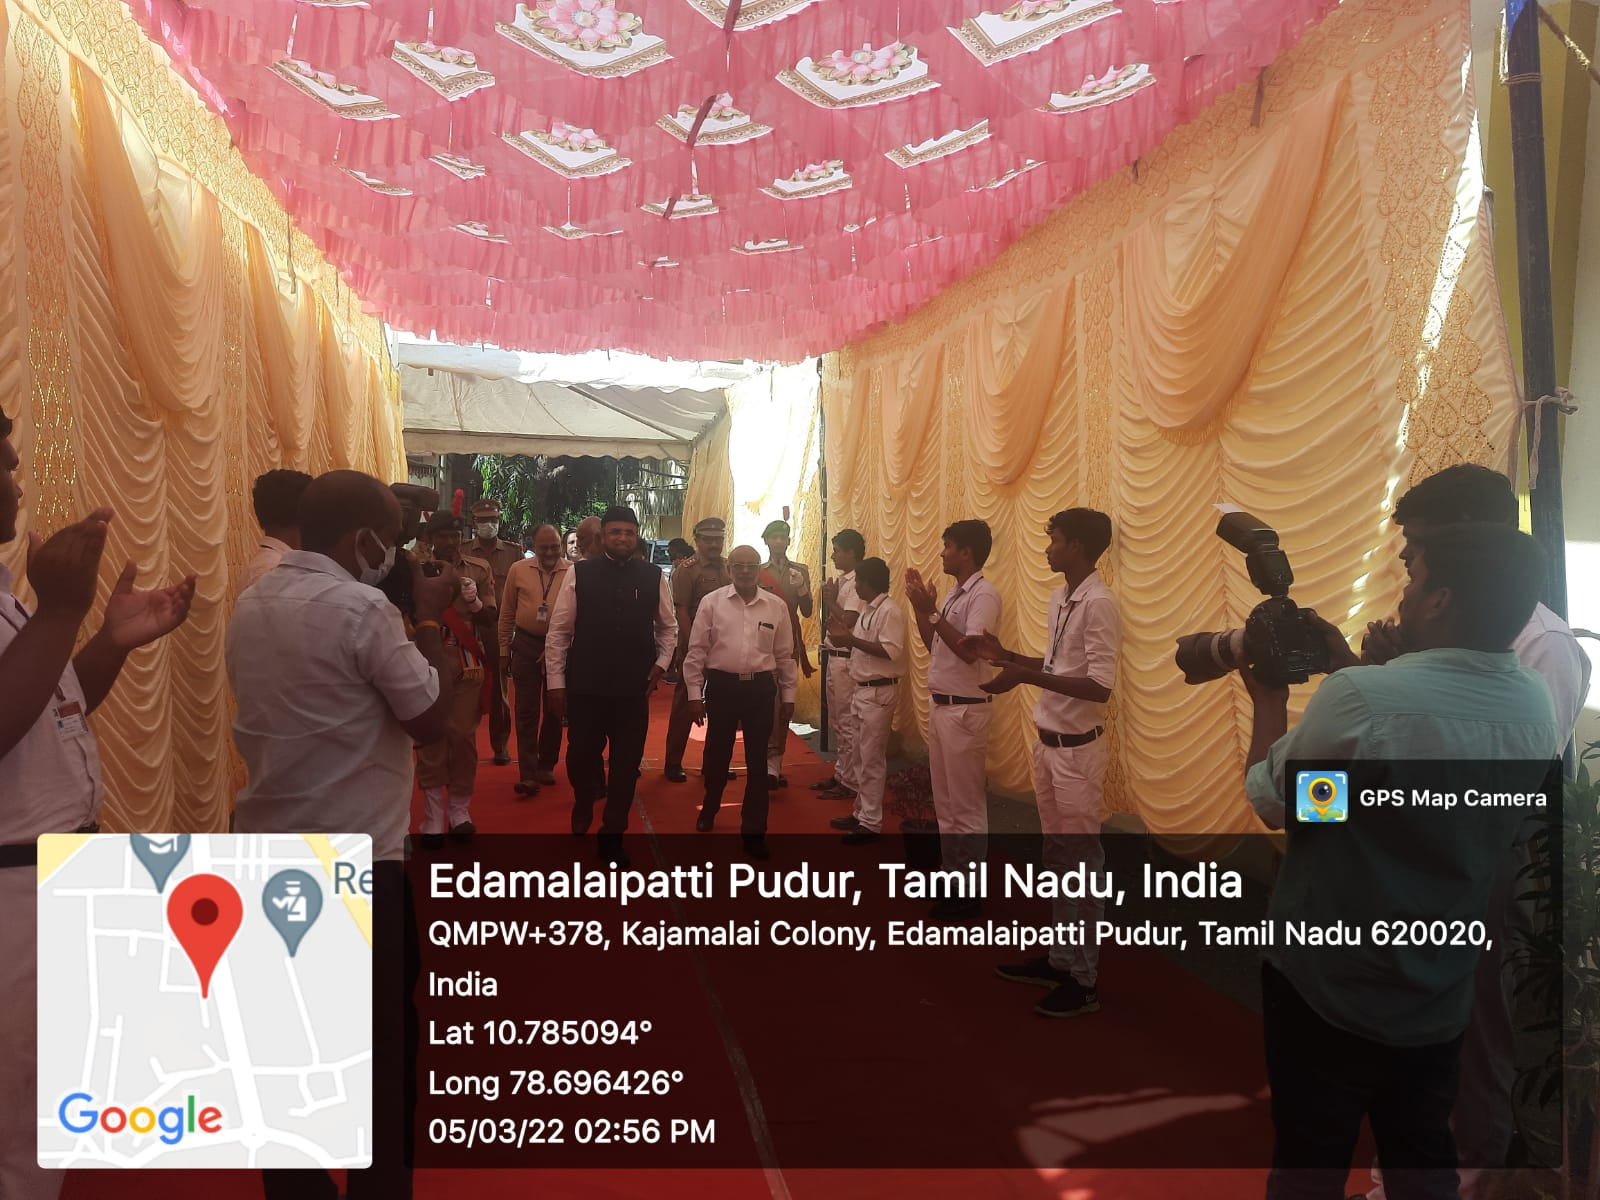 GPS Map Camera
Re
Google
Edamalaipatti Pudur, Tamil Nadu, India
QMPW+378, Kajamalai Colony, Edamalaipatti Pudur, Tamil Nadu 620020,
India
Lat 10.785094°
Long 78.696426°
05/03/22 02:56 PM